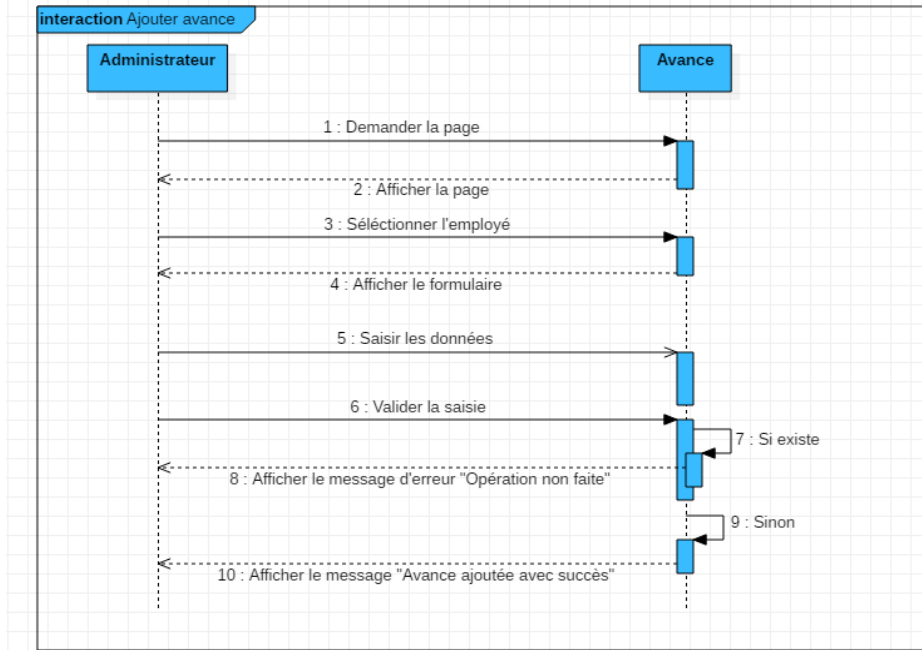 interaction Ajouter avance
Administrateur
Avance
1 : Demander la page
2 : Afficher la page
3 : Séléctionner l'employé
4 : Afficher le formulaire
5 : Saisir les données
6 : Valider la saisie
7 : Si existe
8 : Afficher le message d'erreur "Opération non faite"
9 : Sinon
10 : Afficher le message "Avance ajoutée avec succès"